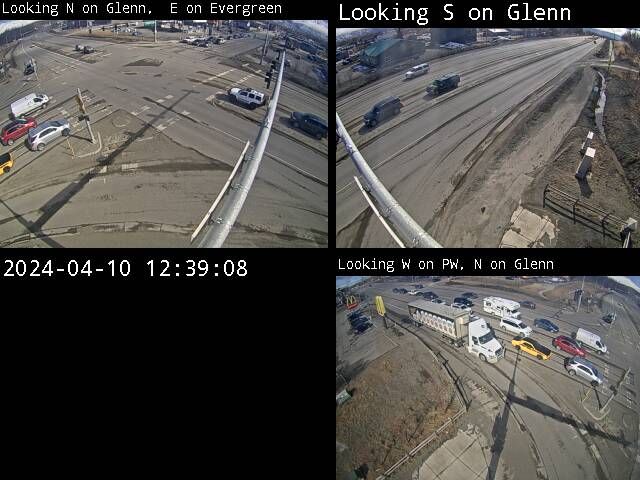 Looking N on Glenn,  E on Evergreen
Looking S on Glenn
2024-04-10 12:39:08
Looking W on PW, N on Glenn